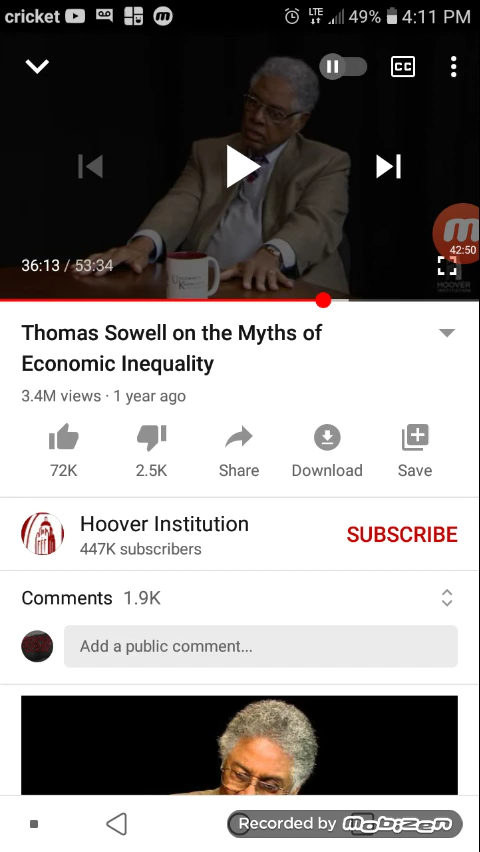 cricket LTE 49% 4:11 PM
CC
42:50
36:13 / 53:34
HOOVER
INSTITUTION
Thomas Sowell on the Myths of
Economic Inequality
3.4M views · 1 year ago
72K 2.5K Share Download Save
Hoover Institution
447K subscribers
SUBSCRIBE
Comments 1.9K
Add a public comment...
Recorded by mobizen